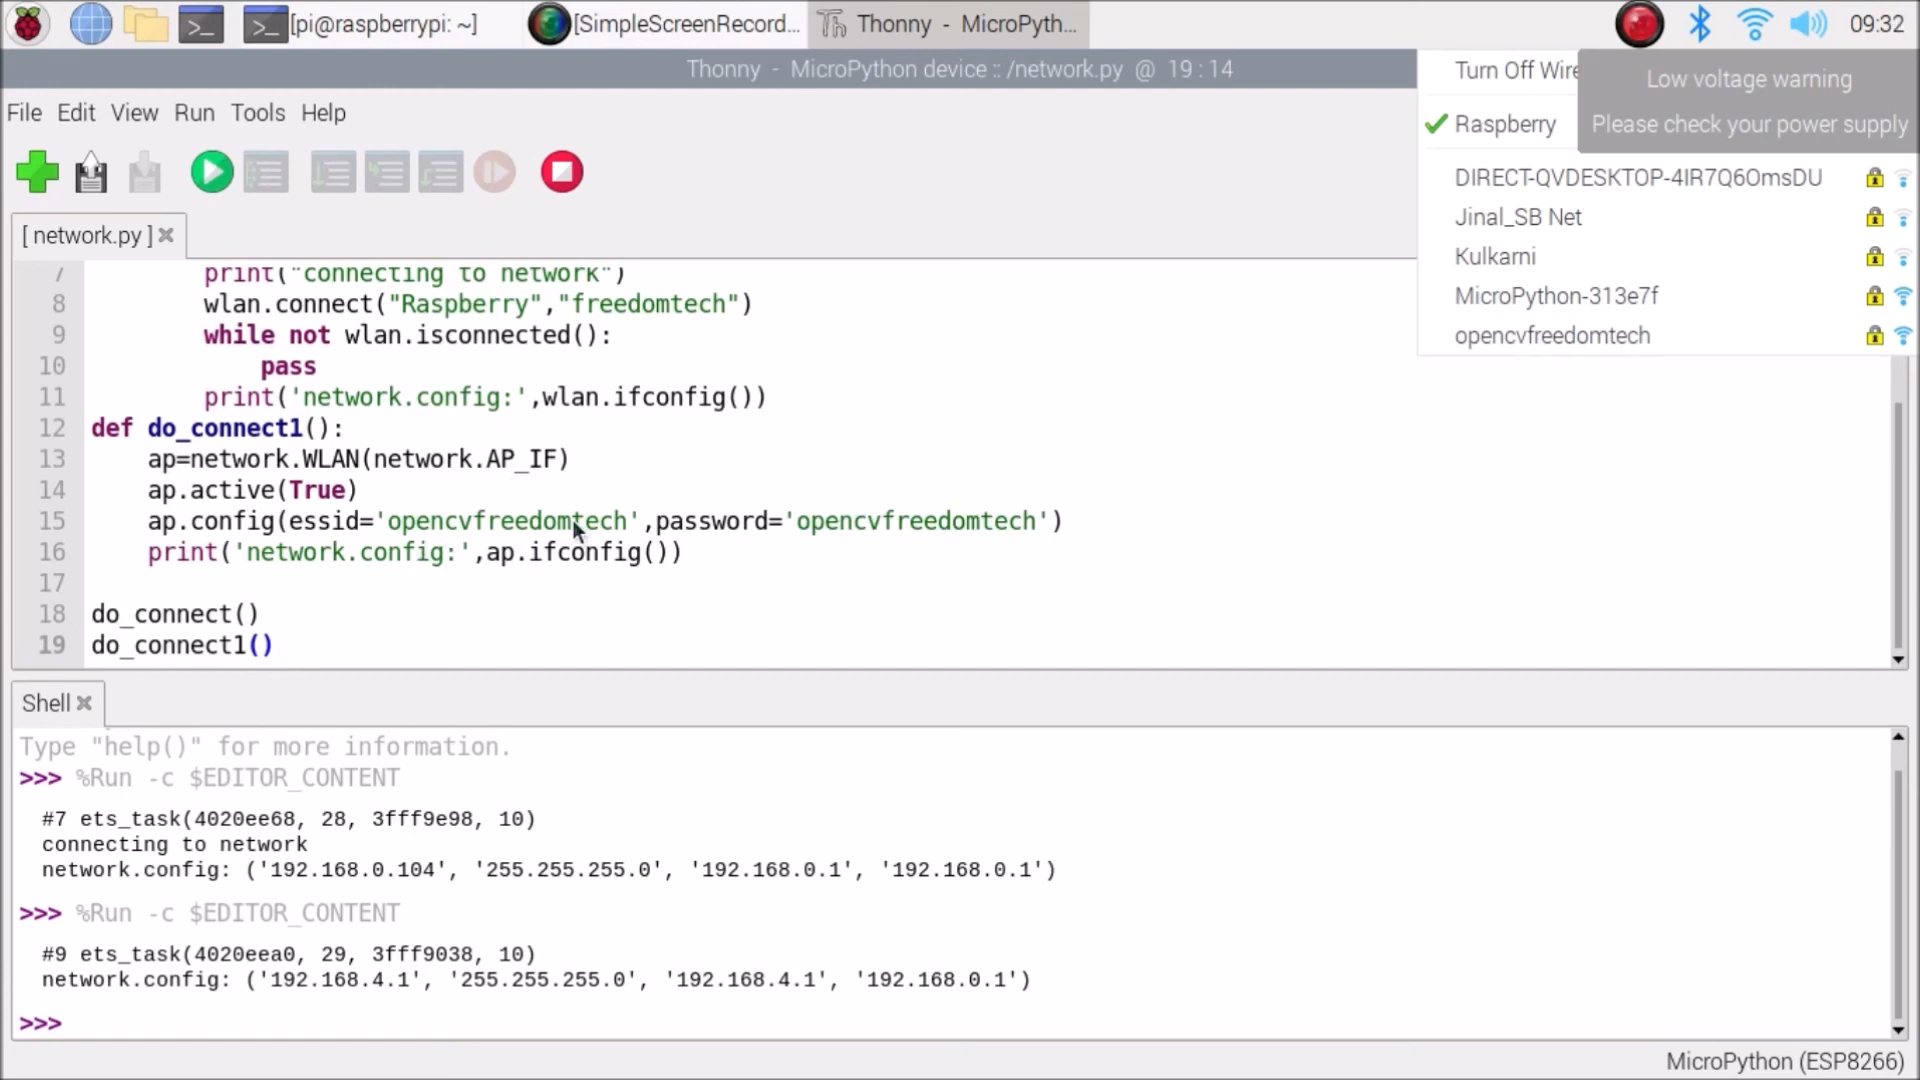 [pi@raspberrypi: ~]
[SimpleScreenRecord...
Thonny - MicroPyth...
09:32
Thonny - MicroPython device :: /network.py @ 19 : 14
Turn Off Wire
Low voltage warning
Please check your power supply
File Edit View Run Tools Help
Raspberry
DIRECT-QVDESKTOP-4IR7Q6OmsDU
Jinal_SB Net
Kulkarni
MicroPython-313e7f
opencvfreedomtech
[ network.py ]
7 print("connecting to network")
8 wlan.connect("Raspberry","freedomtech")
9 while not wlan.isconnected():
10 pass
11 print('network.config:',wlan.ifconfig())
12 def do_connect1():
13 ap=network.WLAN(network.AP_IF)
14 ap.active(True)
15 ap.config(essid='opencvfreedomtech',password='opencvfreedomtech')
16 print('network.config:',ap.ifconfig())
17
18 do_connect()
19 do_connect1()
Shell
Type "help()" for more information.
>>> %Run -c $EDITOR_CONTENT
#7 ets_task(4020ee68, 28, 3fff9e98, 10)
connecting to network
network.config: ('192.168.0.104', '255.255.255.0', '192.168.0.1', '192.168.0.1')
>>> %Run -c $EDITOR_CONTENT
#9 ets_task(4020eea0, 29, 3fff9038, 10)
network.config: ('192.168.4.1', '255.255.255.0', '192.168.4.1', '192.168.0.1')
>>>
MicroPython (ESP8266)